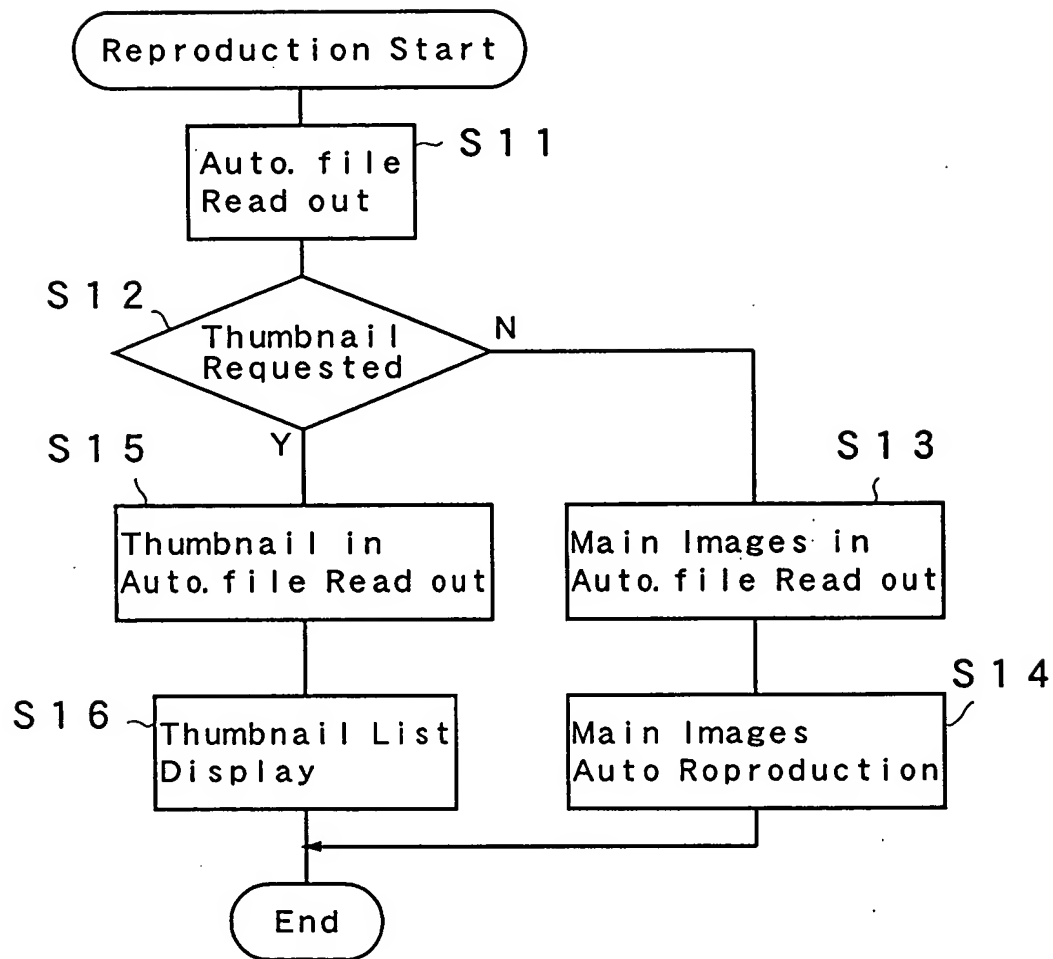 Reproduction Start
S11
Auto. file
Read out
S12
Thumbnail
Requested
N
Y
S15
S13
Thumbnail in
Auto. file Read out
Main Images in
Auto. file Read out
S16
S14
Thumbnail List
Display
Main Images
Auto Roproduction
End